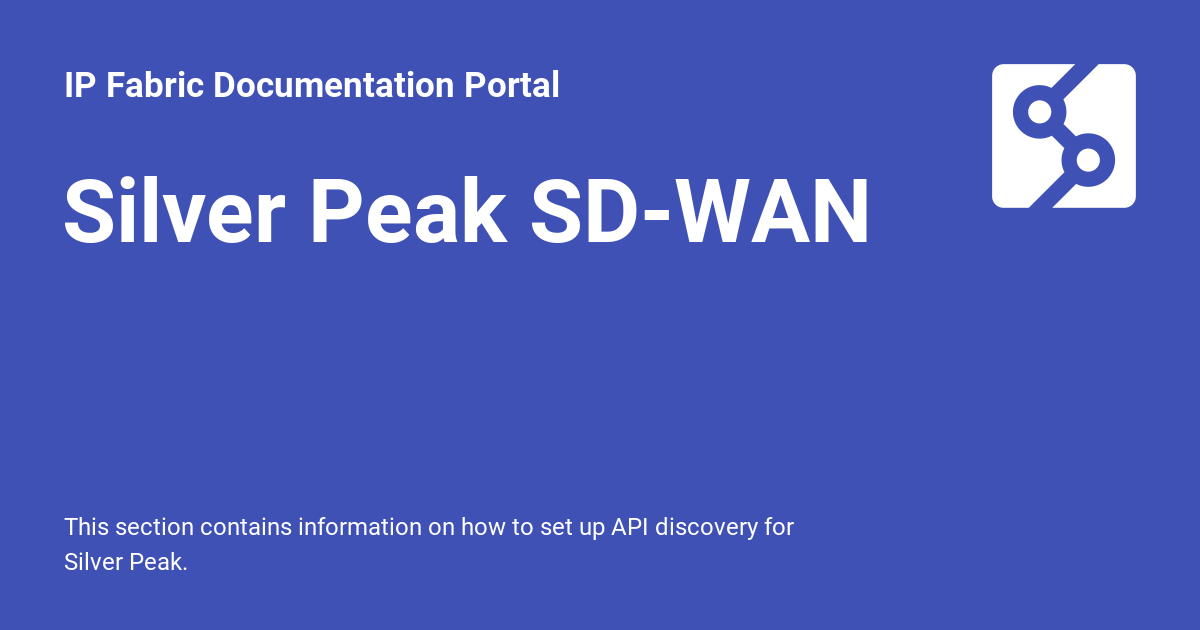 IP Fabric Documentation Portal
Silver Peak SD-WAN
This section contains information on how to set up API discovery for
Silver Peak.